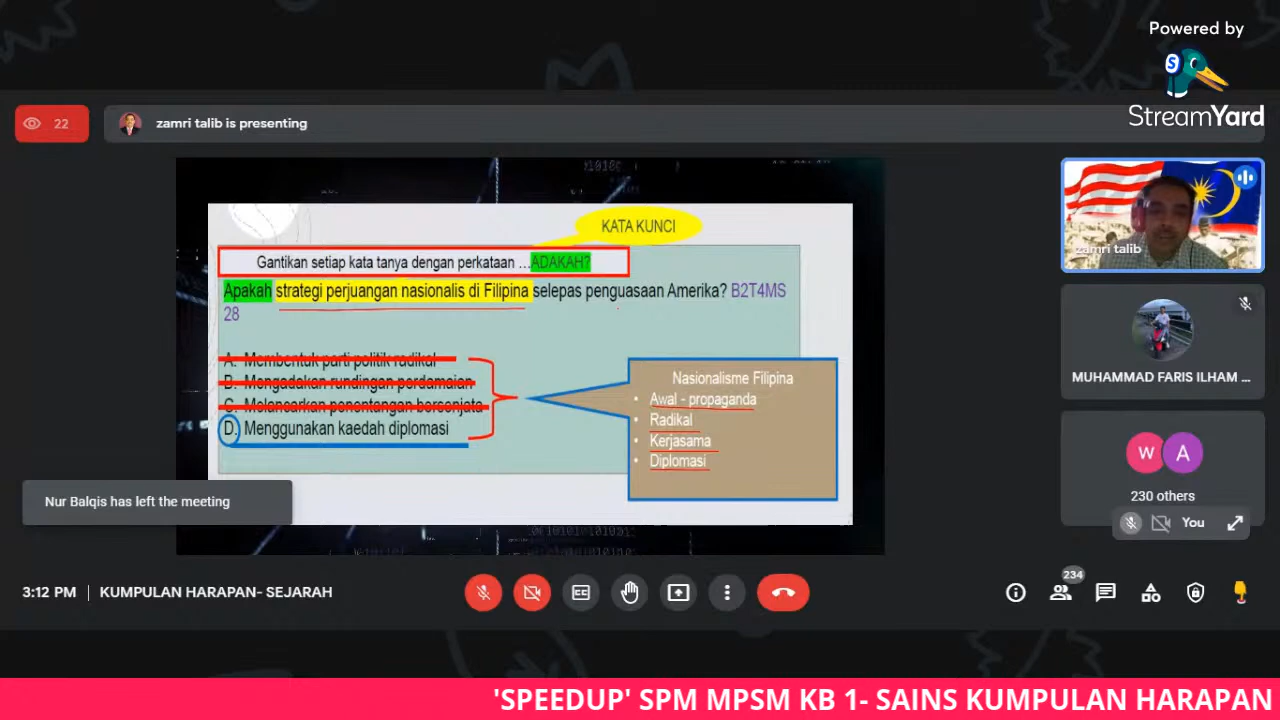 Powered by
StreamYard
22
zamri talib is presenting
KATA KUNCI
Gantikan setiap kata tanya dengan perkataan ...ADAKAH?
Apakah strategi perjuangan nasionalis di Filipina selepas penguasaan Amerika? B2T4MS
28
A. Membentuk parti politik radikal
B. Mengadakan rundingan perdamaian
C. Melancarkan penentangan bersenjata
D. Menggunakan kaedah diplomasi
Nasionalisme Filipina
• Awal - propaganda
• Radikal
• Kerjasama
• Diplomasi
zamri talib
MUHAMMAD FARIS ILHAM ...
W
A
230 others
You
Nur Balqis has left the meeting
3:12 PM | KUMPULAN HARAPAN- SEJARAH
234
'SPEEDUP' SPM MPSM KB 1- SAINS KUMPULAN HARAPAN